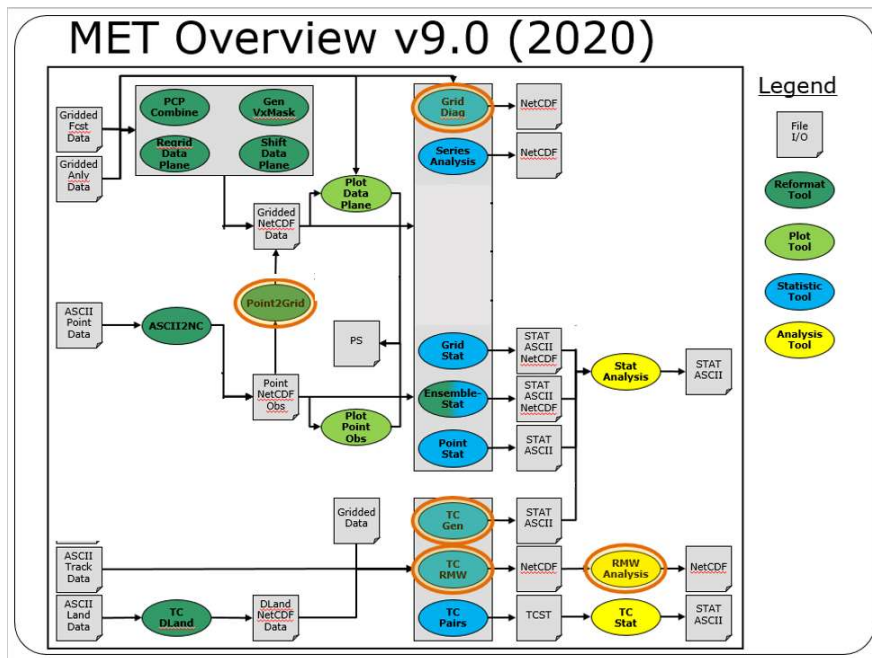 MET Overview v9.0 (2020)
Legend
File
I/O
Reformat
Tool
Plot
Tool
Statistic
Tool
Analysis
Tool
Gridded
Fcst
Data
Gridded
Anly
Data
PCP
Combine
Gen
VxMask
Regrid
Data
Plane
Shift
Data
Plane
Grid
Diag
NetCDF
Series
Analysis
NetCDF
Plot
Data
Plane
Gridded
NetCDF
Data
Point2Grid
ASCII
Point
Data
ASCII2NC
PS
Point
NetCDF
Obs
Plot
Point
Obs
Grid
Stat
STAT
ASCII
NetCDF
Ensemble-
Stat
STAT
ASCII
NetCDF
Point
Stat
STAT
ASCII
Stat
Analysis
STAT
ASCII
Gridded
Data
TC
Gen
STAT
ASCII
ASCII
Track
Data
TC
RMW
NetCDF
RMW
Analysis
NetCDF
ASCII
Land
Data
TC
DLand
DLand
NetCDF
Data
TC
Pairs
TCST
TC
Stat
STAT
ASCII